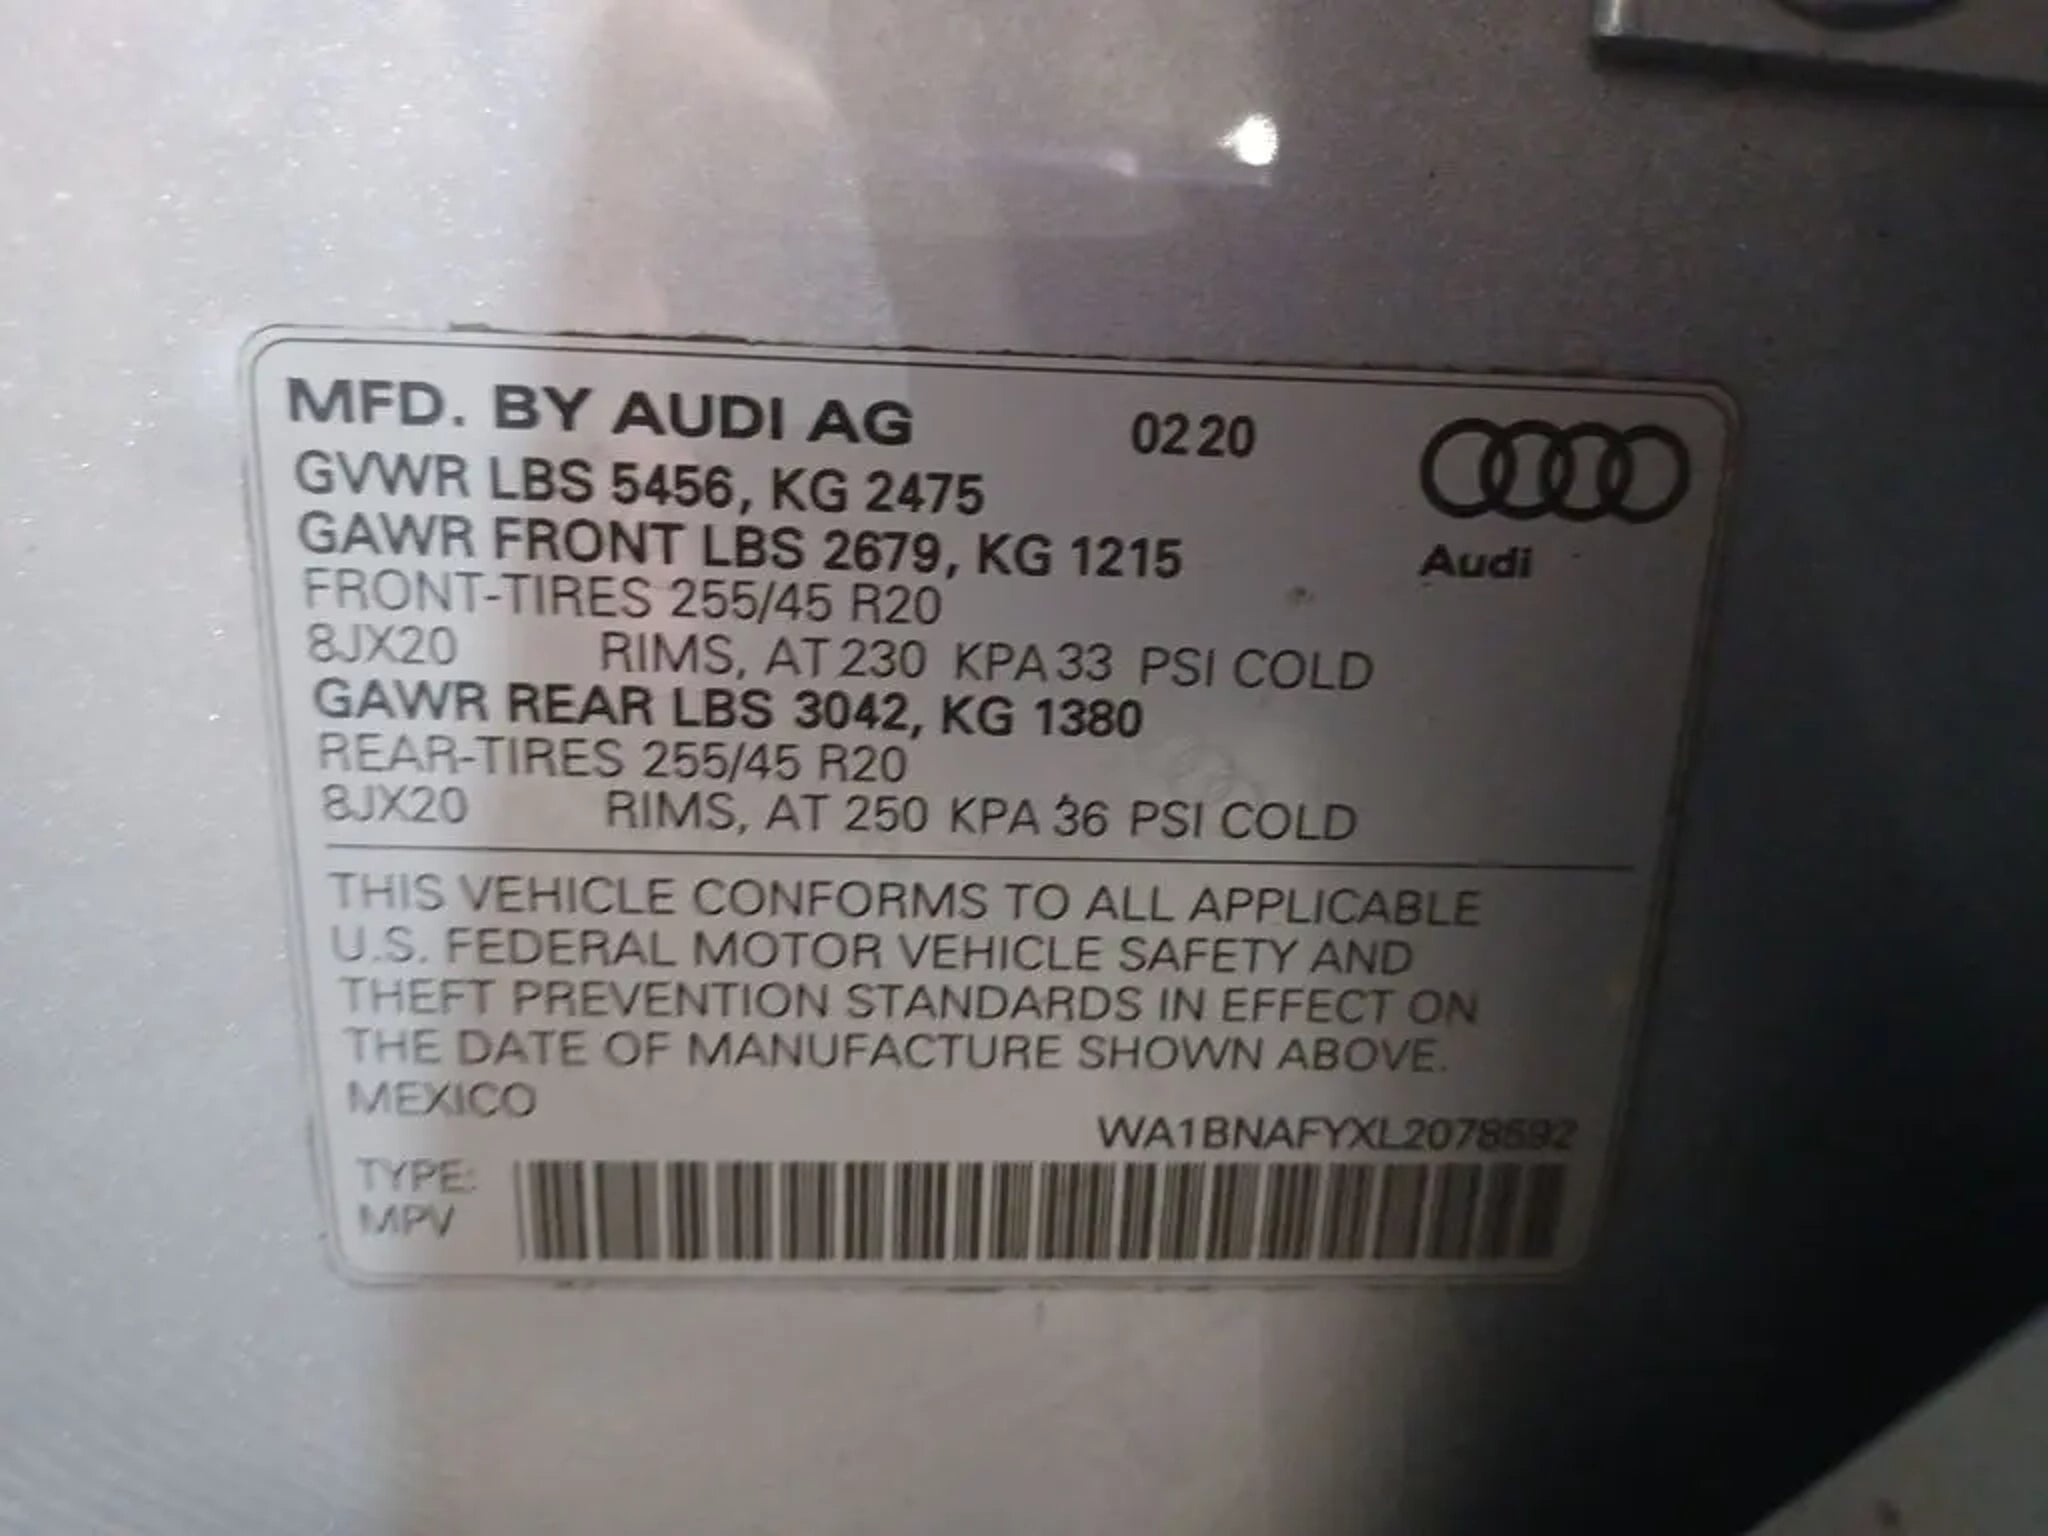 MFD. BY AUDI AG 0220
GVWR LBS 5456, KG 2475
GAWR FRONT LBS 2679, KG 1215
Audi
FRONT-TIRES 255/45 R20
8JX20 RIMS, AT 230 KPA 33 PSI COLD
GAWR REAR LBS 3042, KG 1380
REAR-TIRES 255/45 R20
8JX20 RIMS, AT 250 KPA 36 PSI COLD
THIS VEHICLE CONFORMS TO ALL APPLICABLE
U.S. FEDERAL MOTOR VEHICLE SAFETY AND
THEFT PREVENTION STANDARDS IN EFFECT ON
THE DATE OF MANUFACTURE SHOWN ABOVE.
MEXICO
WA1BNAFYXL2078592
TYPE:
MPV